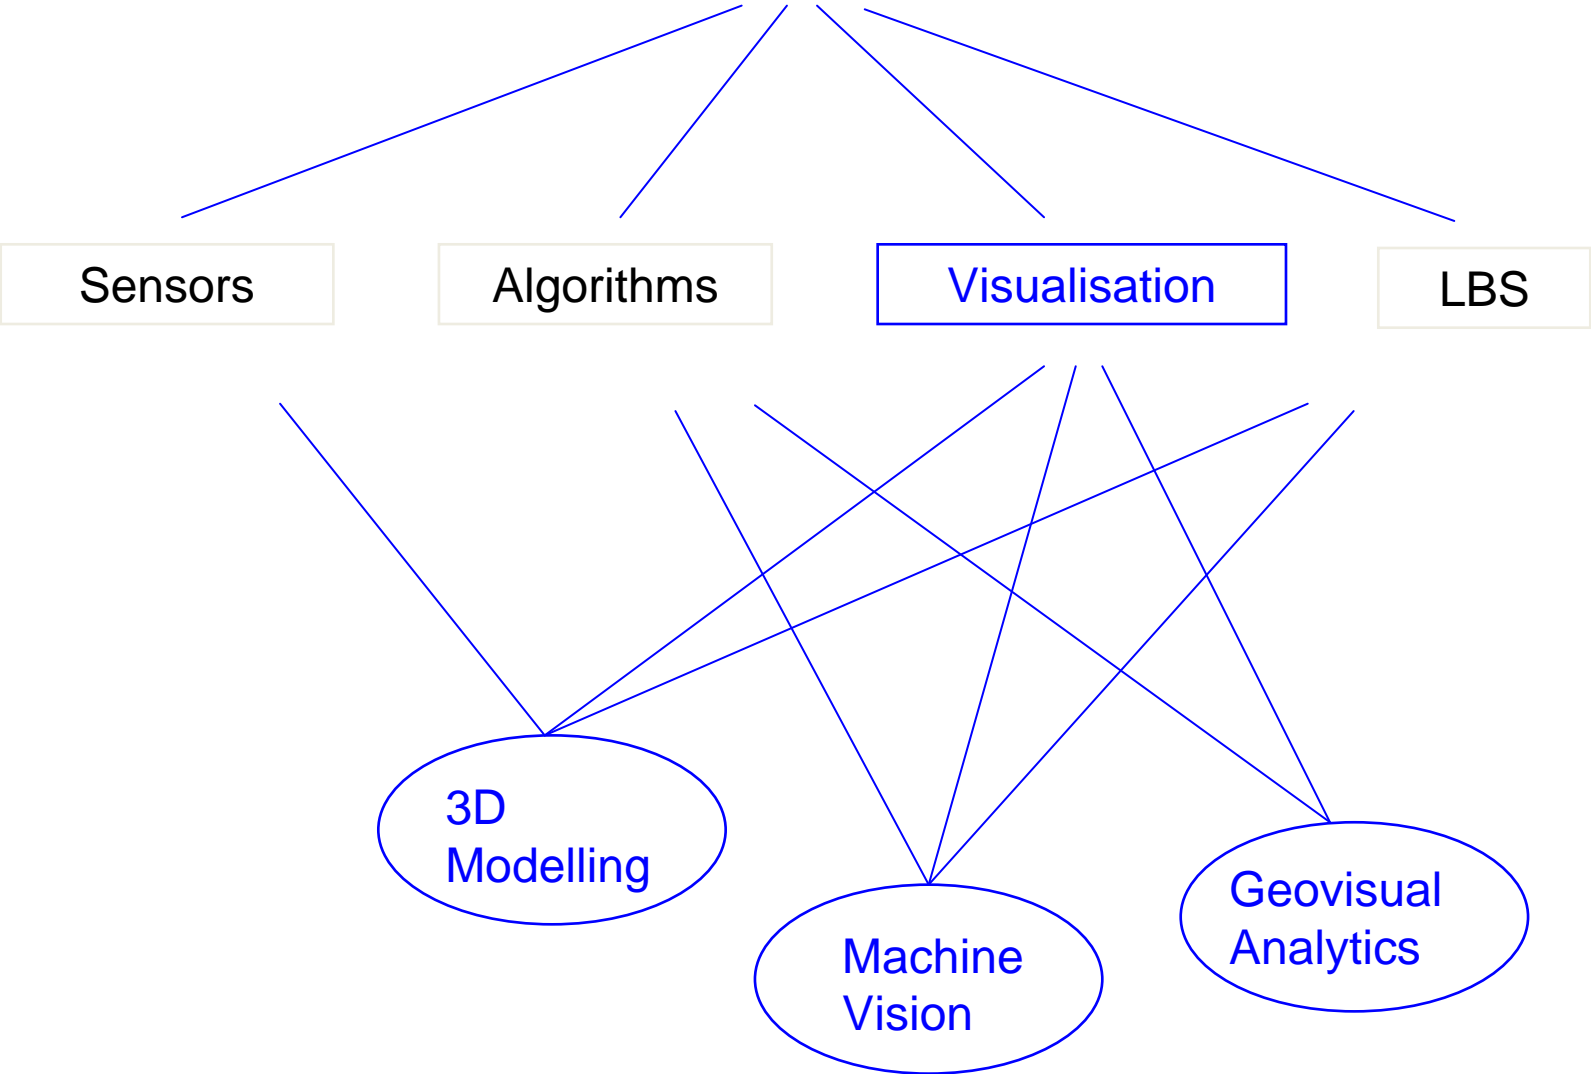 Sensors
Algorithms
Visualisation
LBS
3D
Modelling
Machine
Vision
Geovisual
Analytics